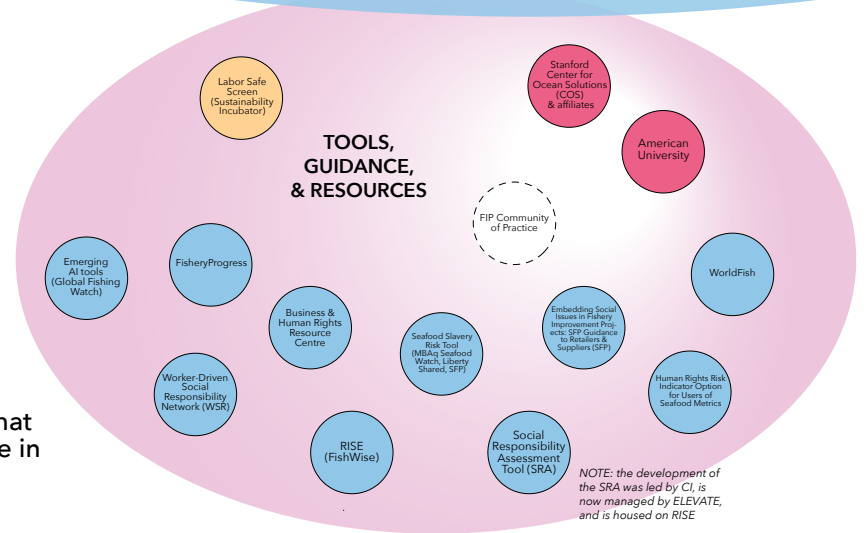 Labor Safe
Screen
(Sustainability
Incubator)
Stanford
Center for
Ocean Solutions
(COS)
& affiliates
American
University
TOOLS,
GUIDANCE,
& RESOURCES
FIP Community
of Practice
Emerging
AI tools
(Global Fishing
Watch)
FisheryProgress
WorldFish
Business &
Human Rights
Resource
Centre
Seafood Slavery
Risk Tool
(MBAq Seafood
Watch, Liberty
Shared, SFP)
Embedding Social
Issues in Fishery
Improvement Proj-
ects: SFP Guidance
to Retailers &
Suppliers (SFP)
Worker-Driven
Social
Responsibility
Network (WSR)
Human Rights Risk
Indicator Option
for Users of
Seafood Metrics
RISE
(FishWise)
Social
Responsibility
Assessment
Tool (SRA)
NOTE: the development of
the SRA was led by CI, is
now managed by ELEVATE,
and is housed on RISE
e in